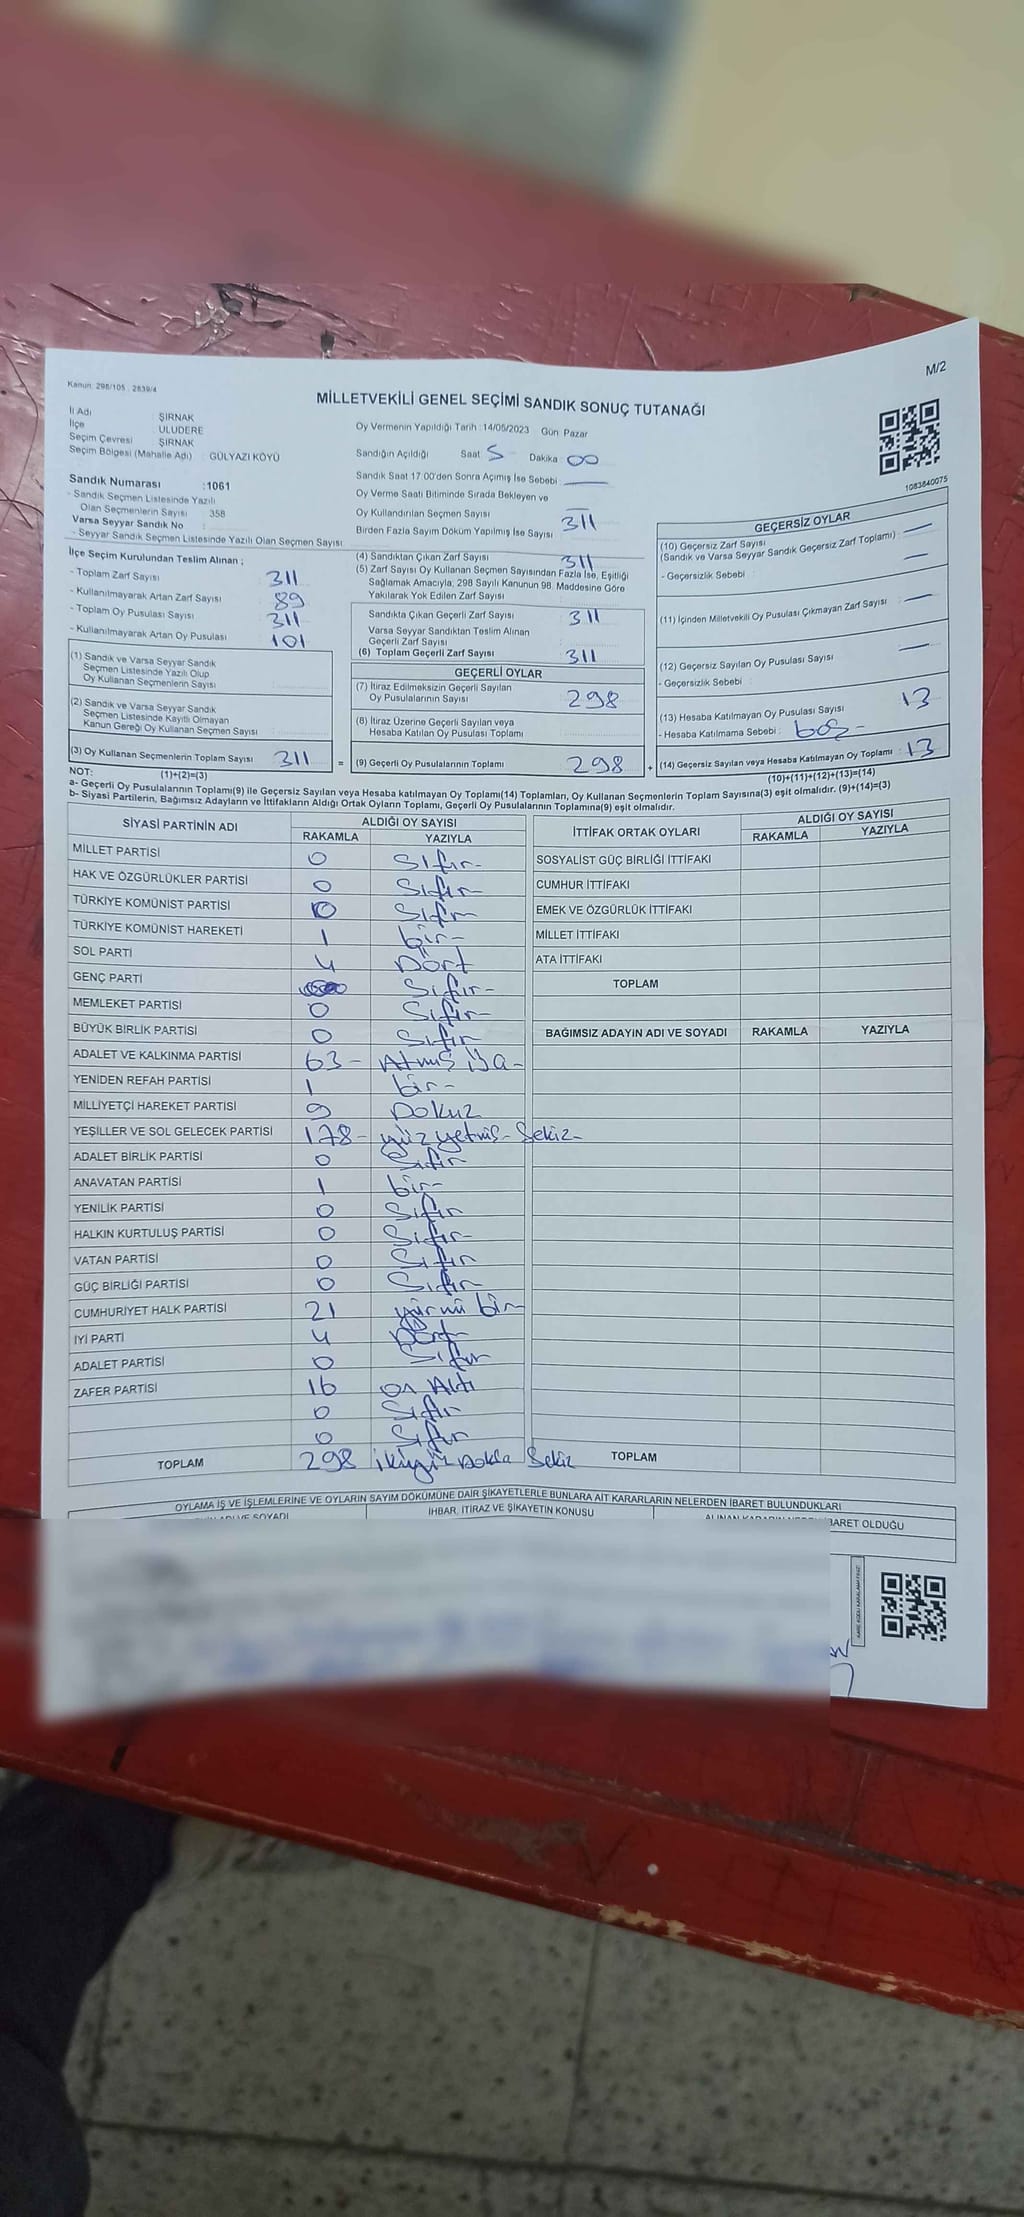 Kanun: 298/105 , 2839/4
M/2
MİLLETVEKİLİ GENEL SEÇİMİ SANDIK SONUÇ TUTANAĞI
İl Adı ŞIRNAK
İlçe ULUDERE
Seçim Çevresi ŞIRNAK
Seçim Bölgesi (Mahalle Adı) : GÜLYAZI KÖYÜ
Sandık Numarası :1061
- Sandık Seçmen Listesinde Yazılı
Olan Seçmenlerin Sayısı : 358
Varsa Seyyar Sandık No :
- Seyyar Sandık Seçmen Listesinde Yazılı Olan Seçmen Sayısı:
Oy Vermenin Yapıldığı Tarih : 14/05/2023 Gün Pazar
Sandığın Açıldığı Saat 5 Dakika 00
Sandık Saat 17:00'den Sonra Açımış İse Sebebi
Oy Verme Saati Bitiminde Sırada Bekleyen ve
Oy Kullandırılan Seçmen Sayısı
Birden Fazla Sayım Döküm Yapılmış İse Sayısı 311
1083840075
İlçe Seçim Kurulundan Teslim Alınan ;
- Toplam Zarf Sayısı : 311
- Kullanılmayarak Artan Zarf Sayısı : 89
- Toplam Oy Pusulası Sayısı : 311
- Kullanılmayarak Artan Oy Pusulası : 101
(1) Sandık ve Varsa Seyyar Sandık
Seçmen Listesinde Yazılı Olup
Oy Kullanan Seçmenlerin Sayısı :
(2) Sandık ve Varsa Seyyar Sandık
Seçmen Listesinde Kayıtlı Olmayan
Kanun Gereği Oy Kullanan Seçmen Sayısı :
(3) Oy Kullanan Seçmenlerin Toplam Sayısı 311
(1)+(2)=(3)
(4) Sandıktan Çıkan Zarf Sayısı 311
(5) Zarf Sayısı Oy Kullanan Seçmen Sayısından Fazla İse, Eşitliği
Sağlamak Amacıyla, 298 Sayılı Kanunun 98. Maddesine Göre
Yakılarak Yok Edilen Zarf Sayısı
Sandıkta Çıkan Geçerli Zarf Sayısı : 311
Varsa Seyyar Sandıktan Teslim Alınan
Geçerli Zarf Sayısı
(6) Toplam Geçerli Zarf Sayısı : 311
GEÇERLİ OYLAR
(7) İtiraz Edilmeksizin Geçerli Sayılan
Oy Pusulalarının Sayısı : 298
(8) İtiraz Üzerine Geçerli Sayılan veya
Hesaba Katılan Oy Pusulası Toplamı :
= (9) Geçerli Oy Pusulalarının Toplamı 298 +
GEÇERSİZ OYLAR
(10) Geçersiz Zarf Sayısı
(Sandık ve Varsa Seyyar Sandık Geçersiz Zarf Toplamı) : —
- Geçersizlik Sebebi : —
(11) İçinden Milletvekili Oy Pusulası Çıkmayan Zarf Sayısı : —
(12) Geçersiz Sayılan Oy Pusulası Sayısı : —
- Geçersizlik Sebebi :
(13) Hesaba Katılmayan Oy Pusulası Sayısı : 13
- Hesaba Katılmama Sebebi : boş -
(14) Geçersiz Sayılan veya Hesaba Katılmayan Oy Toplamı : 13
(10)+(11)+(12)+(13)=(14)
NOT:
a- Geçerli Oy Pusulalarının Toplamı(9) ile Geçersiz Sayılan veya Hesaba katılmayan Oy Toplamı(14) Toplamları, Oy Kullanan Seçmenlerin Toplam Sayısına(3) eşit olmalıdır. (9)+(14)=(3)
b- Siyasi Partilerin, Bağımsız Adayların ve İttifakların Aldığı Ortak Oyların Toplamı, Geçerli Oy Pusulalarının Toplamına(9) eşit olmalıdır.
SİYASİ PARTİNİN ADI ALDIĞI OY SAYISI
RAKAMLA YAZIYLA
MİLLET PARTİSİ 0 Sıfır-
HAK VE ÖZGÜRLÜKLER PARTİSİ 0 Sıfır-
TÜRKİYE KOMÜNİST PARTİSİ 0 Sıfır
TÜRKİYE KOMÜNİST HAREKETİ 1 bir-
SOL PARTİ 4 Dört
GENÇ PARTİ Sıfır-
MEMLEKET PARTİSİ 0 Sıfır-
BÜYÜK BİRLİK PARTİSİ 0 Sıfır
ADALET VE KALKINMA PARTİSİ 63- Atmış
YENİDEN REFAH PARTİSİ 1 bir-
MİLLİYETÇİ HAREKET PARTİSİ 9 Dokuz
YEŞİLLER VE SOL GELECEK PARTİSİ 178- yüz yetmiş- Sekiz-
ADALET BİRLİK PARTİSİ 0 Sıfır
ANAVATAN PARTİSİ 1 bir-
YENİLİK PARTİSİ 0 Sıfır
HALKIN KURTULUŞ PARTİSİ 0 Sıfır-
VATAN PARTİSİ 0 Sıfır
GÜÇ BİRLİĞİ PARTİSİ 0 Sıfır
CUMHURİYET HALK PARTİSİ 21 yirmi bir-
İYİ PARTİ 4 Dört
ADALET PARTİSİ 0 Sıfır
ZAFER PARTİSİ 16 on Altı
0 Sıfır
0 Sıfır
TOPLAM 298 ikiyüz Sekiz
İTTİFAK ORTAK OYLARI ALDIĞI OY SAYISI
RAKAMLA YAZIYLA
SOSYALİST GÜÇ BİRLİĞİ İTTİFAKI
CUMHUR İTTİFAKI
EMEK VE ÖZGÜRLÜK İTTİFAKI
MİLLET İTTİFAKI
ATA İTTİFAKI
TOPLAM
BAĞIMSIZ ADAYIN ADI VE SOYADI RAKAMLA YAZIYLA
TOPLAM
OYLAMA İŞ VE İŞLEMLERİNE VE OYLARIN SAYIM DÖKÜMÜNE DAİR ŞİKAYETLERLE BUNLARA AİT KARARLARIN NELERDEN İBARET BULUNDUKLARI
İHBAR, İTİRAZ VE ŞİKAYETİN KONUSU